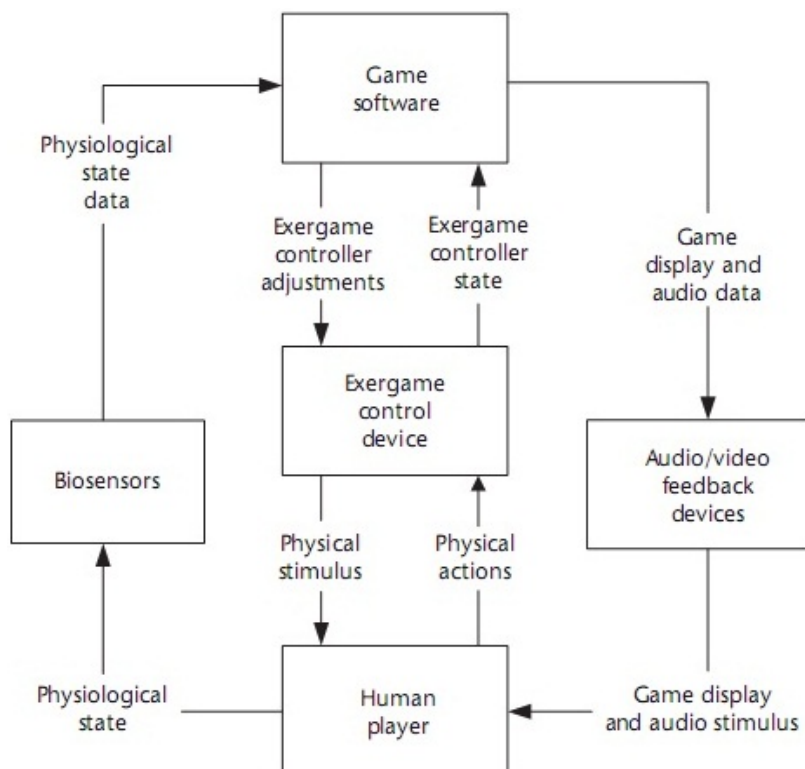 Game
software
Physiological
state
data
Exergame
controller
adjustments
Exergame
controller
state
Game
display and
audio data
Exergame
control
device
Biosensors
Audio/video
feedback
devices
Physical
stimulus
Physical
actions
Physiological
state
Human
player
Game display
and audio stimulus